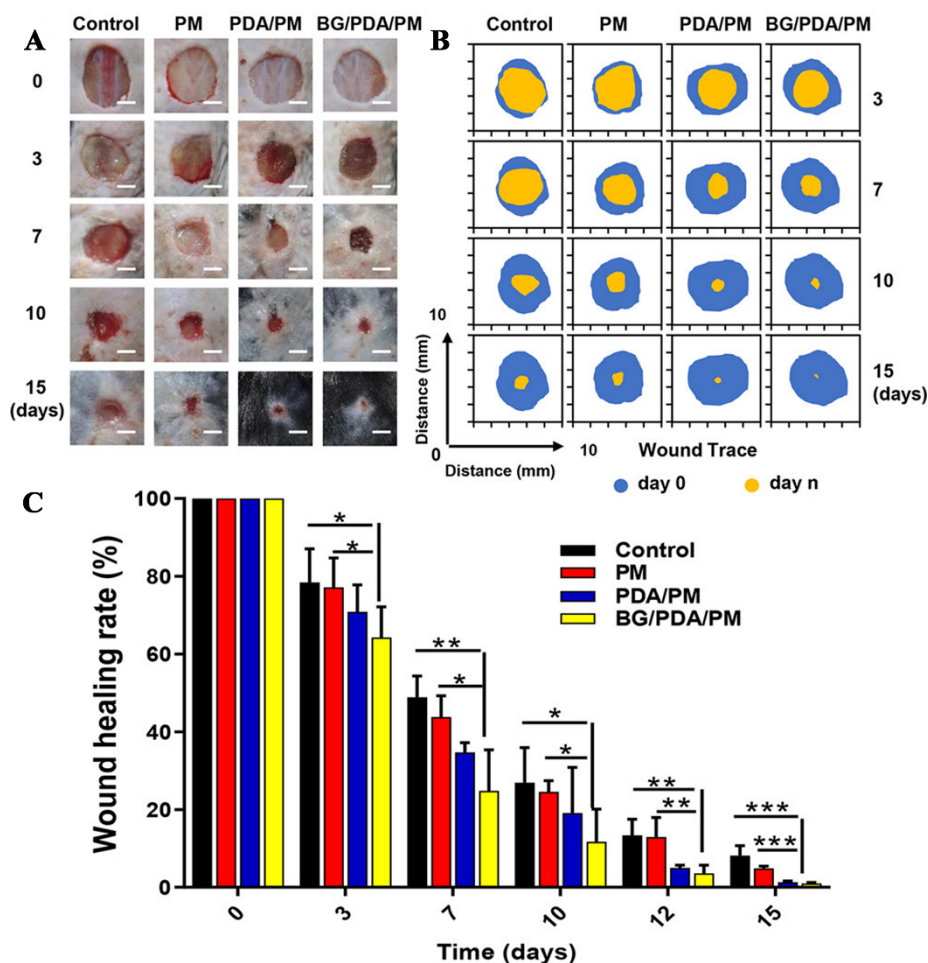 A
Control PM PDA/PM BG/PDA/PM
0
3
7
10
15
(days)
B
Control PM PDA/PM BG/PDA/PM
3
7
10
15
(days)
10
Distance (mm)
0
Distance (mm)
10
Wound Trace
day 0 day n
C
Wound healing rate (%)
100
80
60
40
20
0
* *
** *
* *
** **
*** ***
Control
PM
PDA/PM
BG/PDA/PM
0 3 7 10 12 15
Time (days)